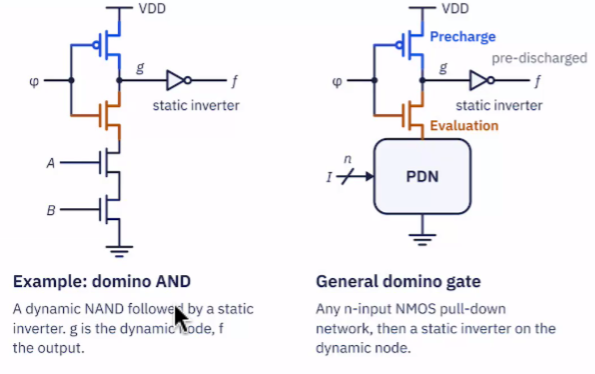 VDD
φ
g
f
static inverter
A
B
Example: domino AND
A dynamic NAND followed by a static
inverter. g is the dynamic node, f
the output.
VDD
Precharge
pre-discharged
φ
g
f
static inverter
Evaluation
n
I
PDN
General domino gate
Any n-input NMOS pull-down
network, then a static inverter on the
dynamic node.